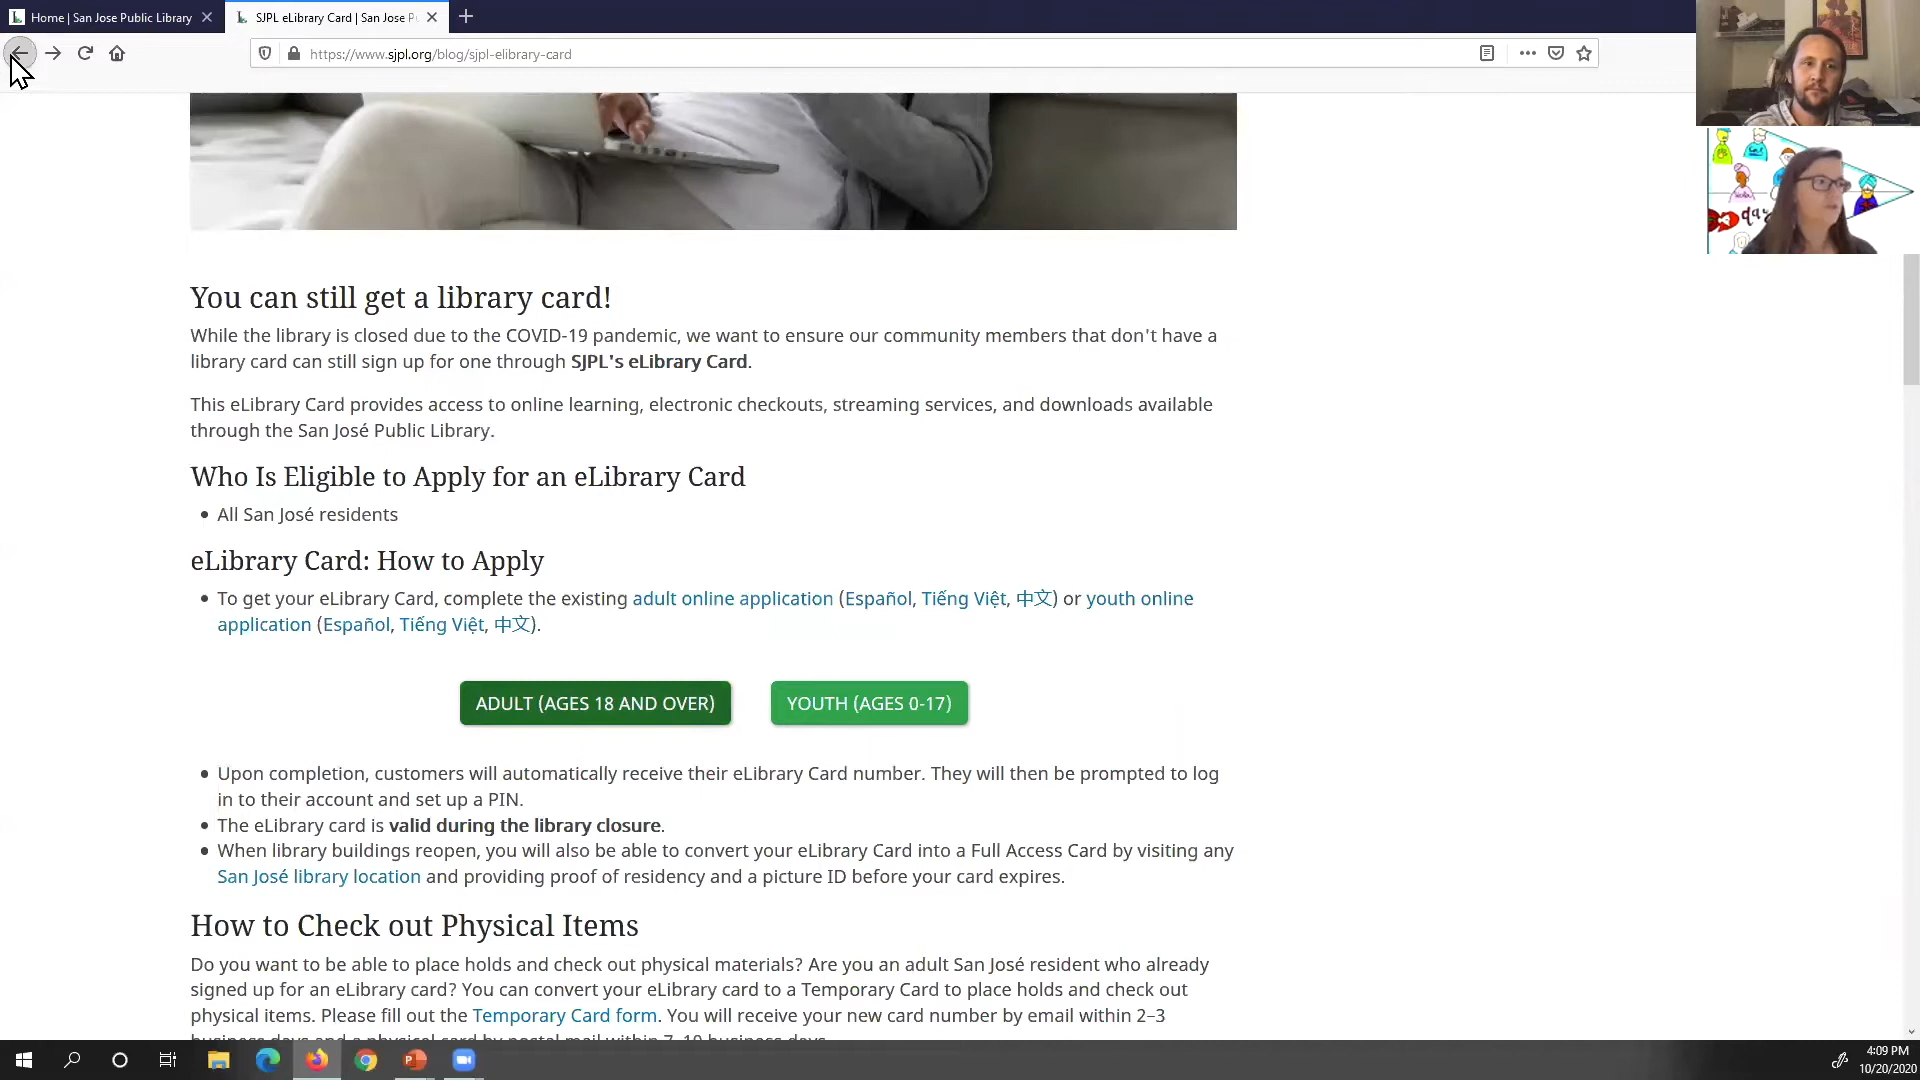 Home | San Jose Public Library
SJPL eLibrary Card | San Jose P
https://www.sjpl.org/blog/sjpl-elibrary-card
You can still get a library card!
While the library is closed due to the COVID-19 pandemic, we want to ensure our community members that don't have a
library card can still sign up for one through SJPL's eLibrary Card.
This eLibrary Card provides access to online learning, electronic checkouts, streaming services, and downloads available
through the San José Public Library.
Who Is Eligible to Apply for an eLibrary Card
• All San José residents
eLibrary Card: How to Apply
• To get your eLibrary Card, complete the existing adult online application (Español, Tiếng Việt, 中文) or youth online
application (Español, Tiếng Việt, 中文).
ADULT (AGES 18 AND OVER) YOUTH (AGES 0-17)
• Upon completion, customers will automatically receive their eLibrary Card number. They will then be prompted to log
in to their account and set up a PIN.
• The eLibrary card is valid during the library closure.
• When library buildings reopen, you will also be able to convert your eLibrary Card into a Full Access Card by visiting any
San José library location and providing proof of residency and a picture ID before your card expires.
How to Check out Physical Items
Do you want to be able to place holds and check out physical materials? Are you an adult San José resident who already
signed up for an eLibrary card? You can convert your eLibrary card to a Temporary Card to place holds and check out
physical items. Please fill out the Temporary Card form. You will receive your new card number by email within 2–3
business days and a physical card by postal mail within 7-10 business days.
4:09 PM
10/20/2020